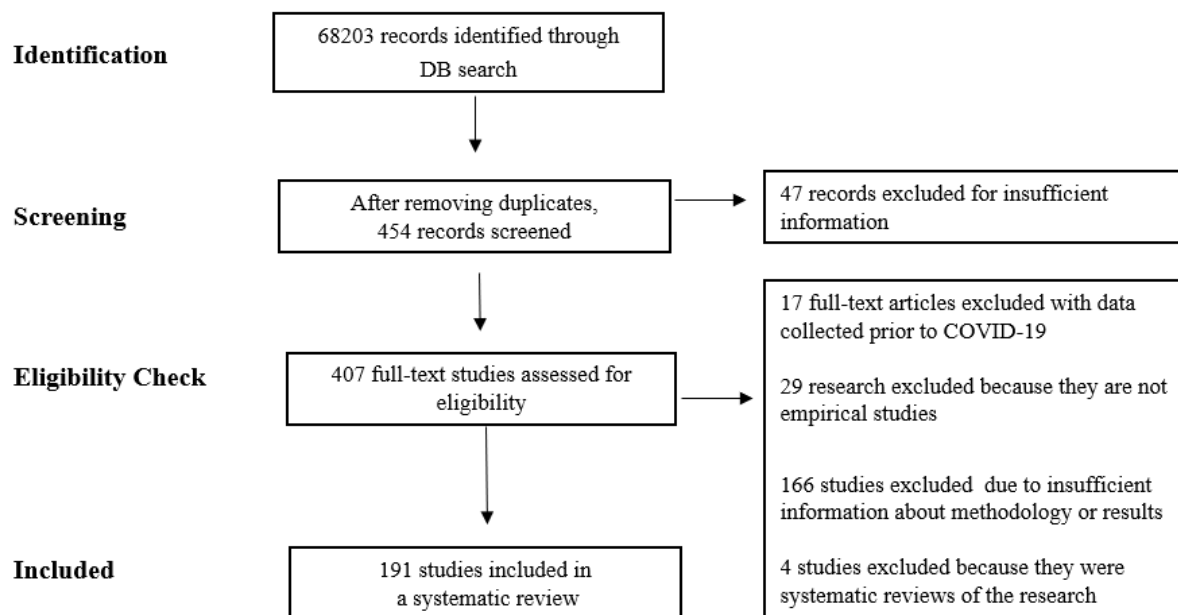 Identification
68203 records identified through
DB search
Screening
After removing duplicates,
454 records screened
47 records excluded for insufficient
information
Eligibility Check
407 full-text studies assessed for
eligibility
17 full-text articles excluded with data
collected prior to COVID-19
29 research excluded because they are not
empirical studies
166 studies excluded due to insufficient
information about methodology or results
4 studies excluded because they were
systematic reviews of the research
Included
191 studies included in
a systematic review